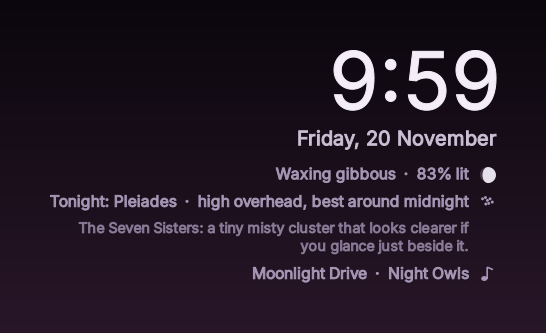 9:59
Friday, 20 November
Waxing gibbous · 83% lit
Tonight: Pleiades · high overhead, best around midnight
The Seven Sisters: a tiny misty cluster that looks clearer if
you glance just beside it.
Moonlight Drive · Night Owls